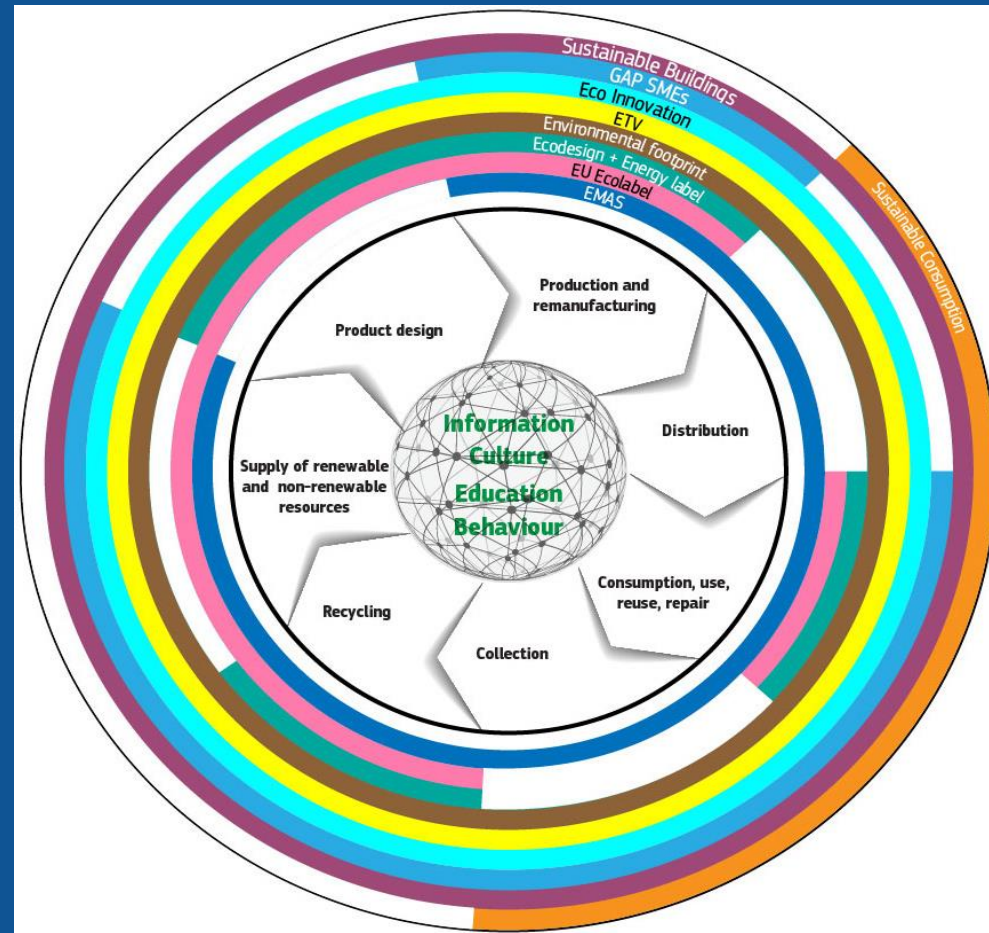 Sustainable Buildings
GAP SMEs
Eco Innovation
ETV
Environmental footprint
Ecodesign + Energy label
EU Ecolabel
EMAS
Sustainable Consumption
Production and
remanufacturing
Product design
Distribution
Information
Culture
Education
Behaviour
Supply of renewable
and non-renewable
resources
Consumption, use,
reuse, repair
Recycling
Collection